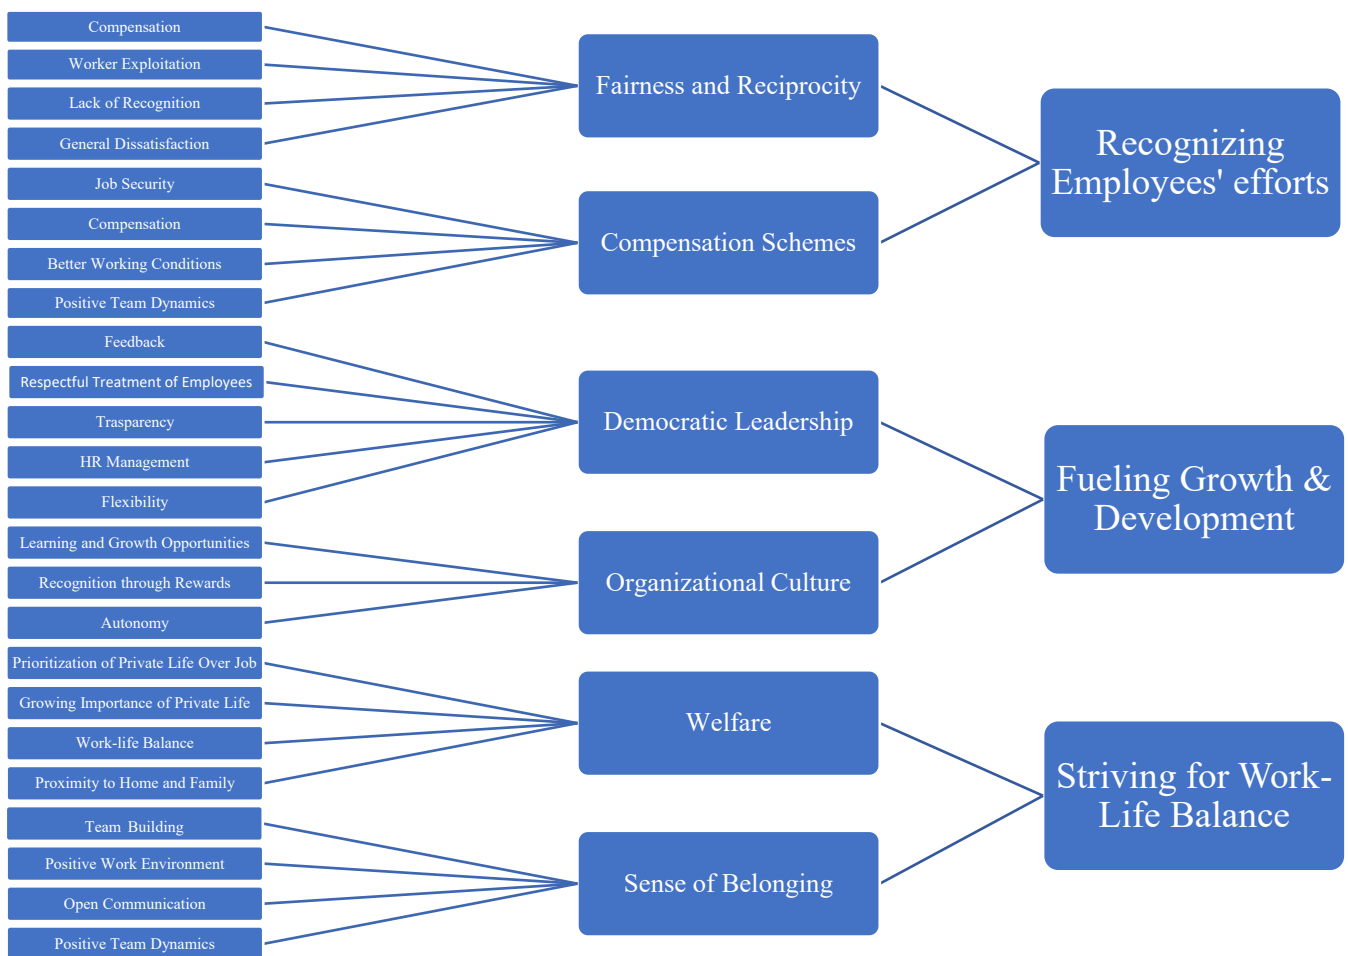 Compensation
Worker Exploitation
Lack of Recognition
General Dissatisfaction
Job Security
Compensation
Better Working Conditions
Positive Team Dynamics
Feedback
Respectful Treatment of Employees
Trasparency
HR Management
Flexibility
Learning and Growth Opportunities
Recognition through Rewards
Autonomy
Prioritization of Private Life Over Job
Growing Importance of Private Life
Work-life Balance
Proximity to Home and Family
Team Building
Positive Work Environment
Open Communication
Positive Team Dynamics
Fairness and Reciprocity
Compensation Schemes
Democratic Leadership
Organizational Culture
Welfare
Sense of Belonging
Recognizing
Employees' efforts
Fueling Growth &
Development
Striving for Work-
Life Balance